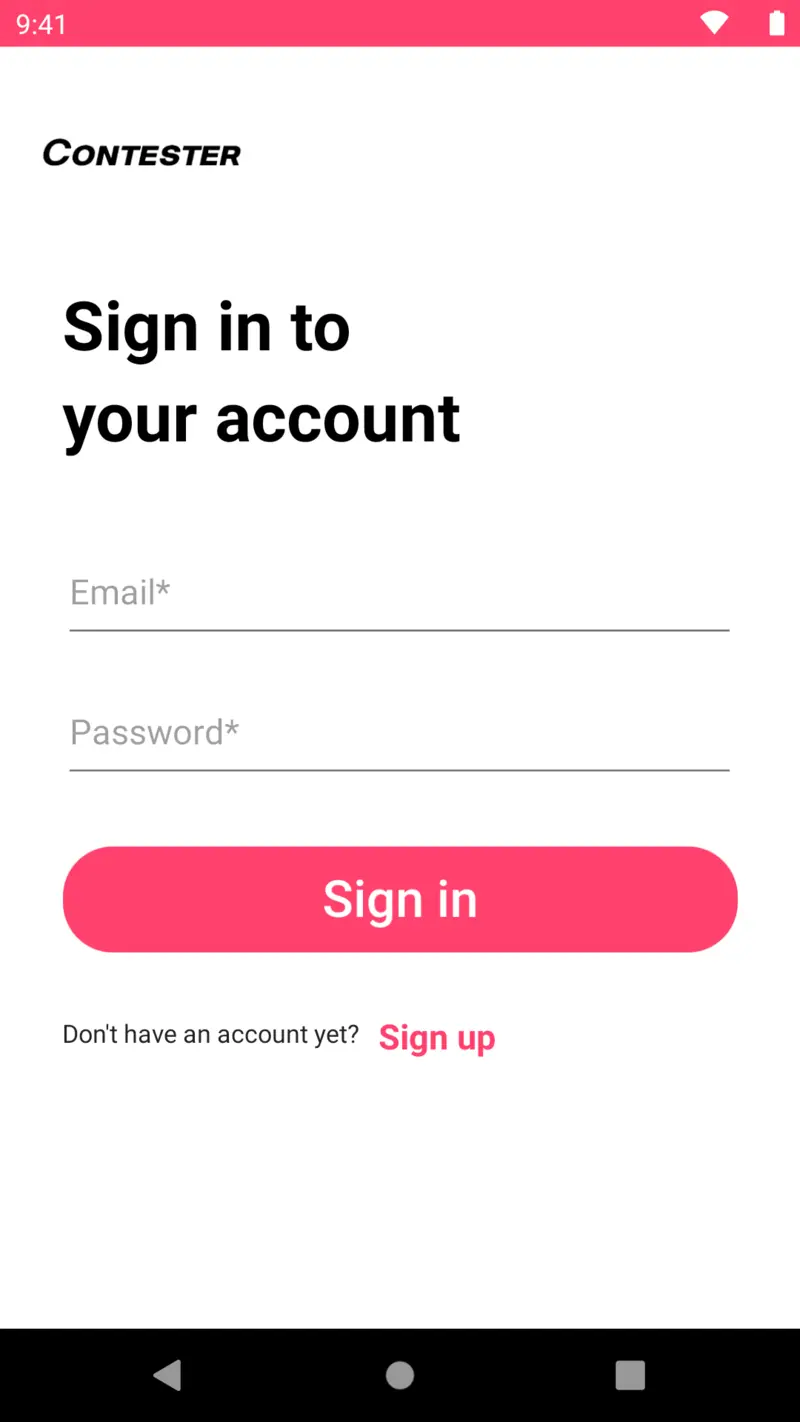 9:41
CONTESTER
Sign in to
your account
Email*
Password*
Sign in
Don't have an account yet? Sign up